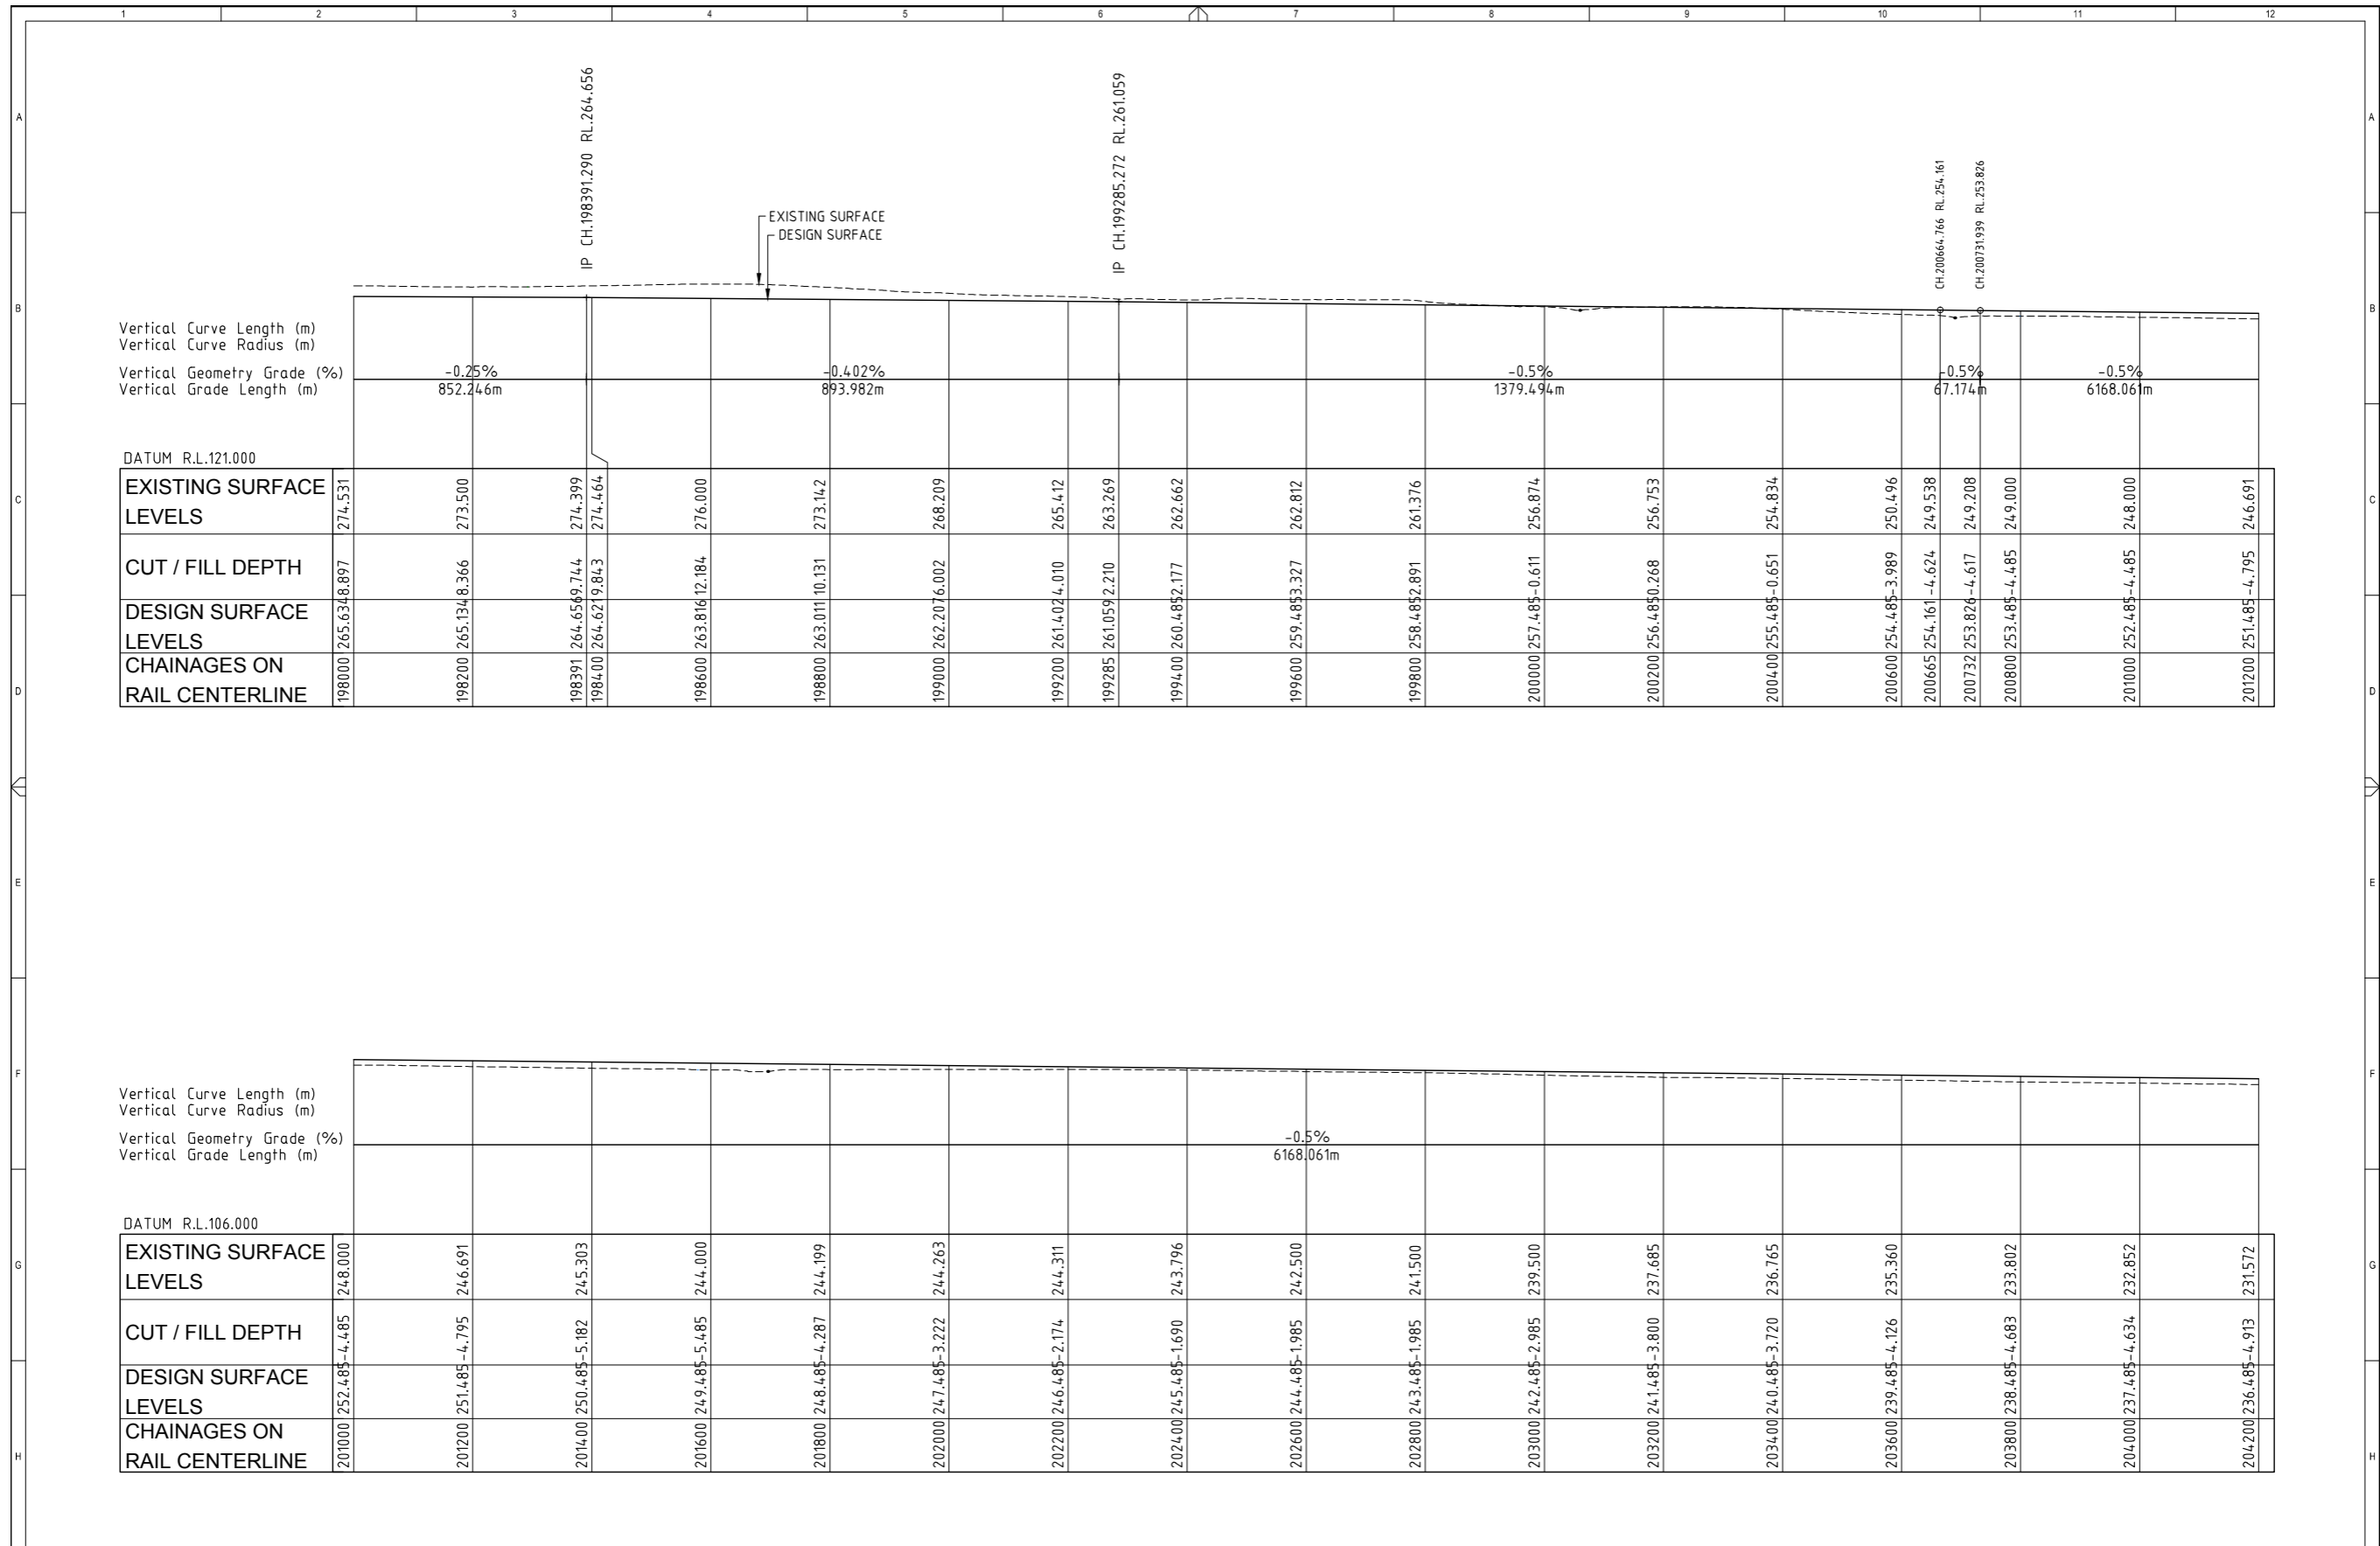 1 2 3 4 5 6 7 8 9 10 11 12
A A
IP CH.198391.290 RL.264.656
IP CH.199285.272 RL.261.059
CH.200664.766 RL.254.161
CH.200731.939 RL.253.826
EXISTING SURFACE
DESIGN SURFACE
B B
Vertical Curve Length (m)
Vertical Curve Radius (m)
Vertical Geometry Grade (%) -0.25% -0.402% -0.5% -0.5% -0.5%
Vertical Grade Length (m) 852.246m 893.982m 1379.494m 67.174m 6168.061m
DATUM R.L.121.000
C C
EXISTING SURFACE LEVELS 274.531 273.500 274.399 274.464 276.000 273.142 268.209 265.412 263.269 262.662 262.812 261.376 256.874 256.753 254.834 250.496 249.538 249.208 249.000 248.000 246.691
CUT / FILL DEPTH 8.897 8.366 9.744 9.843 12.184 10.131 6.002 4.010 2.210 2.177 3.327 2.891 -0.611 0.268 -0.651 -3.989 -4.624 -4.617 -4.485 -4.485 -4.795
DESIGN SURFACE LEVELS 265.634 265.134 264.656 264.621 263.816 263.011 262.207 261.402 261.059 260.485 259.485 258.485 257.485 256.485 255.485 254.485 254.161 253.826 253.485 252.485 251.485
CHAINAGES ON RAIL CENTERLINE 198000 198200 198391 198400 198600 198800 199000 199200 199285 199400 199600 199800 200000 200200 200400 200600 200665 200732 200800 201000 201200
D D
E E
F F
Vertical Curve Length (m)
Vertical Curve Radius (m)
Vertical Geometry Grade (%) -0.5%
Vertical Grade Length (m) 6168.061m
DATUM R.L.106.000
G G
EXISTING SURFACE LEVELS 248.000 246.691 245.303 244.000 244.199 244.263 244.311 243.796 242.500 241.500 239.500 237.685 236.765 235.360 233.802 232.852 231.572
CUT / FILL DEPTH -4.485 -4.795 -5.182 -5.485 -4.287 -3.222 -2.174 -1.690 -1.985 -1.985 -2.985 -3.800 -3.720 -4.126 -4.683 -4.634 -4.913
DESIGN SURFACE LEVELS 252.485 251.485 250.485 249.485 248.485 247.485 246.485 245.485 244.485 243.485 242.485 241.485 240.485 239.485 238.485 237.485 236.485
CHAINAGES ON RAIL CENTERLINE 201000 201200 201400 201600 201800 202000 202200 202400 202600 202800 203000 203200 203400 203600 203800 204000 204200
H H